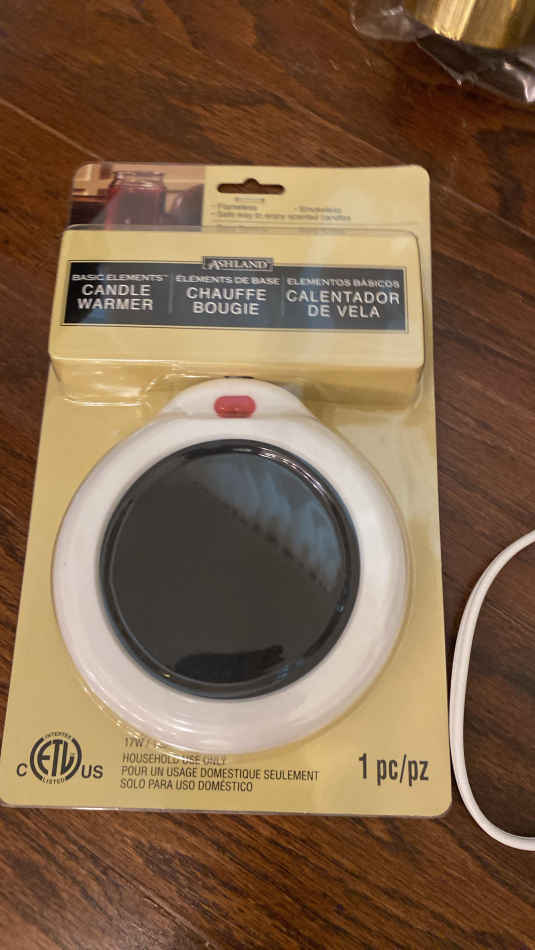 • Flameless • Smokeless
• Safe way to enjoy scented candles
ASHLAND
BASIC ELEMENTS™
CANDLE
WARMER
ÉLÉMENTS DE BASE
CHAUFFE
BOUGIE
ELEMENTOS BÁSICOS
CALENTADOR
DE VELA
INTERTEK
C ETL US
LISTED
17W /
HOUSEHOLD USE ONLY
POUR UN USAGE DOMESTIQUE SEULEMENT
SOLO PARA USO DOMÉSTICO
1 pc/pz